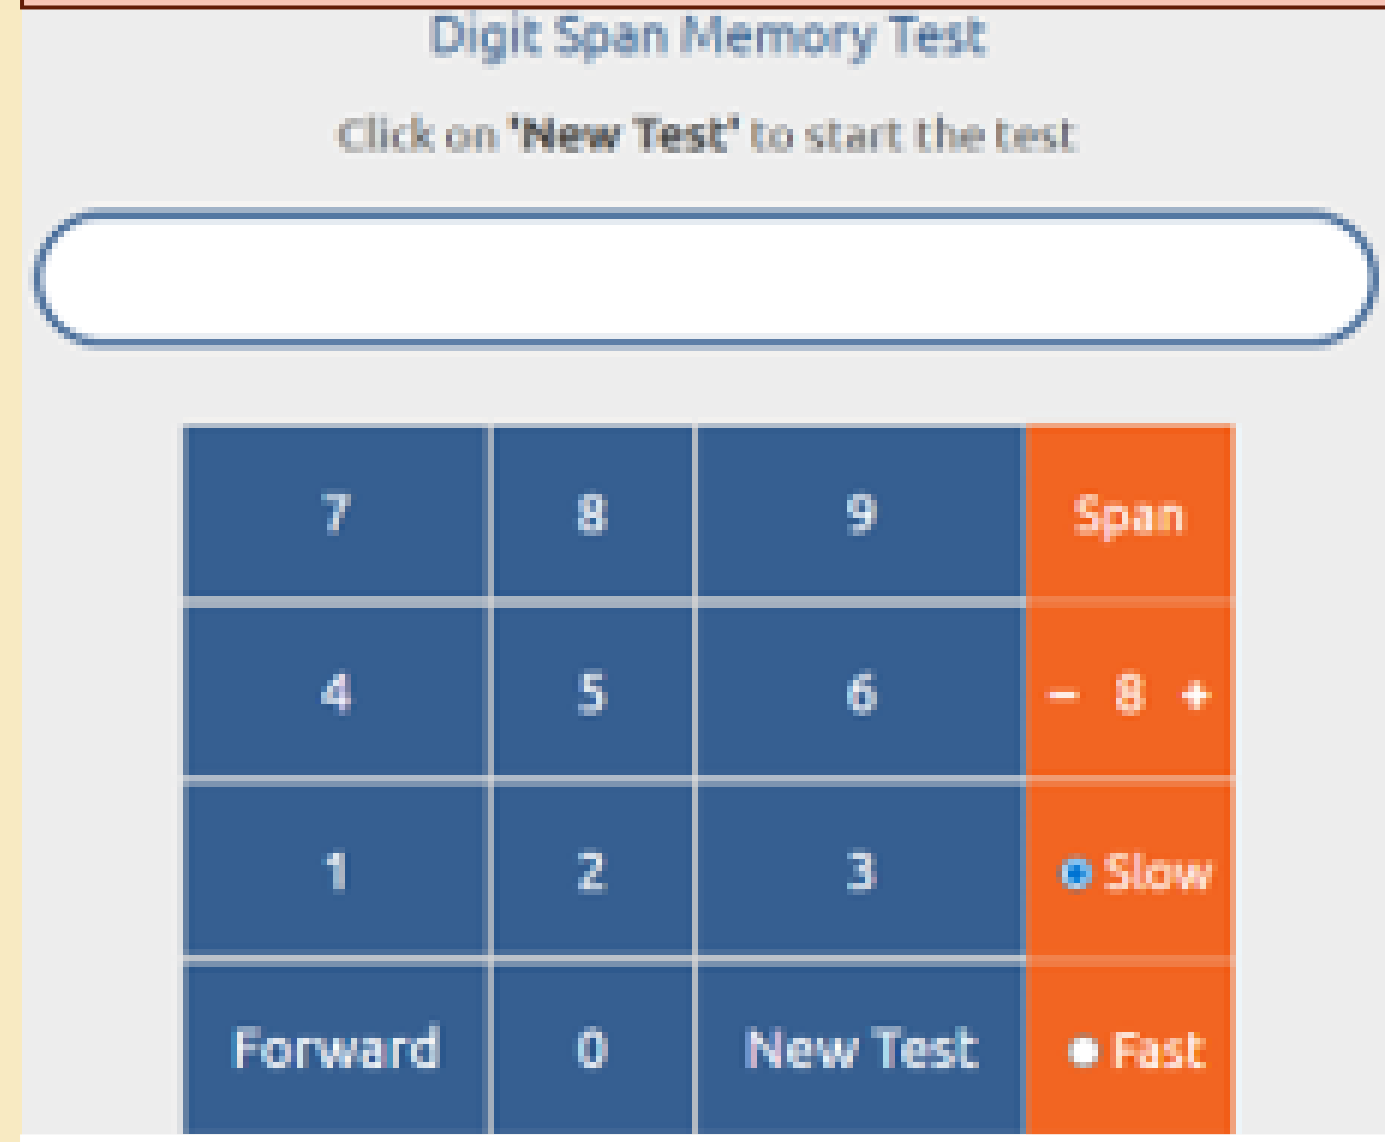 Digit Span Memory Test
Click on 'New Test' to start the test
7 8 9 Span
4 5 6 − 8 +
1 2 3 Slow
Forward 0 New Test Fast